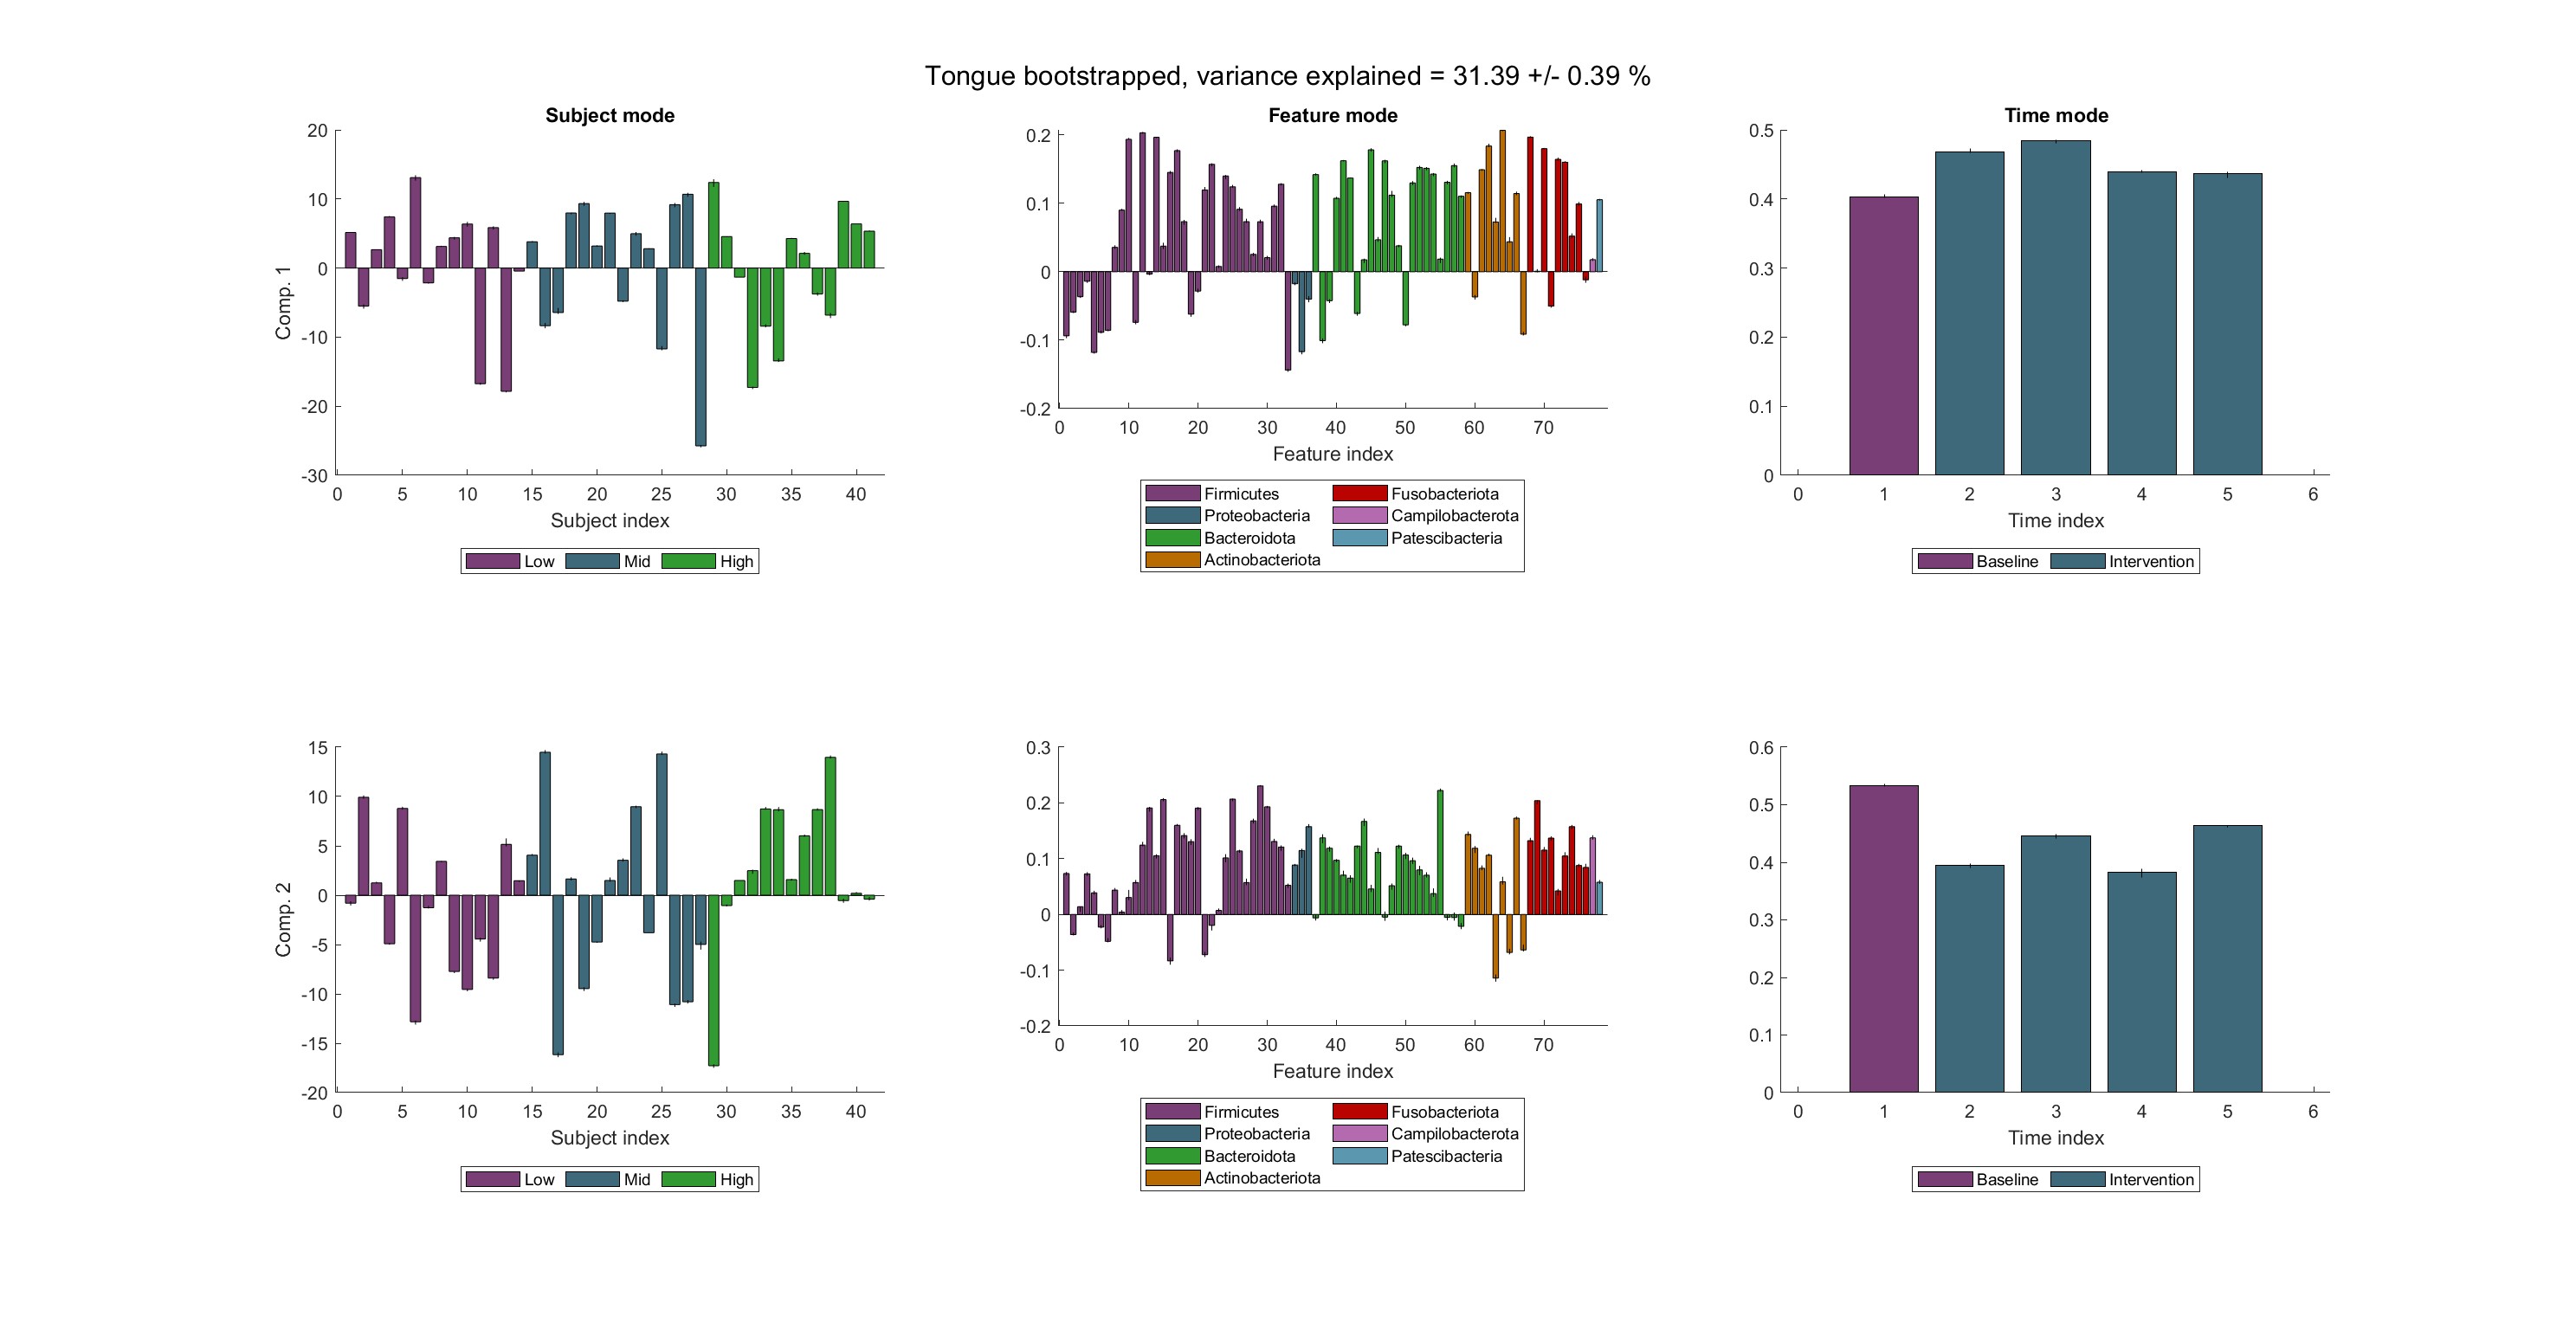 Tongue bootstrapped, variance explained = 31.39 +/- 0.39 %
Subject mode
Comp. 1
20
10
0
-10
-20
-30
0 5 10 15 20 25 30 35 40
Subject index
Low Mid High
Feature mode
0.2
0.1
0
-0.1
-0.2
0 10 20 30 40 50 60 70
Feature index
Firmicutes Fusobacteriota
Proteobacteria Campilobacterota
Bacteroidota Patescibacteria
Actinobacteriota
Time mode
0.5
0.4
0.3
0.2
0.1
0
0 1 2 3 4 5 6
Time index
Baseline Intervention
Comp. 2
15
10
5
0
-5
-10
-15
-20
0 5 10 15 20 25 30 35 40
Subject index
Low Mid High
0.3
0.2
0.1
0
-0.1
-0.2
0 10 20 30 40 50 60 70
Feature index
Firmicutes Fusobacteriota
Proteobacteria Campilobacterota
Bacteroidota Patescibacteria
Actinobacteriota
0.6
0.5
0.4
0.3
0.2
0.1
0
0 1 2 3 4 5 6
Time index
Baseline Intervention